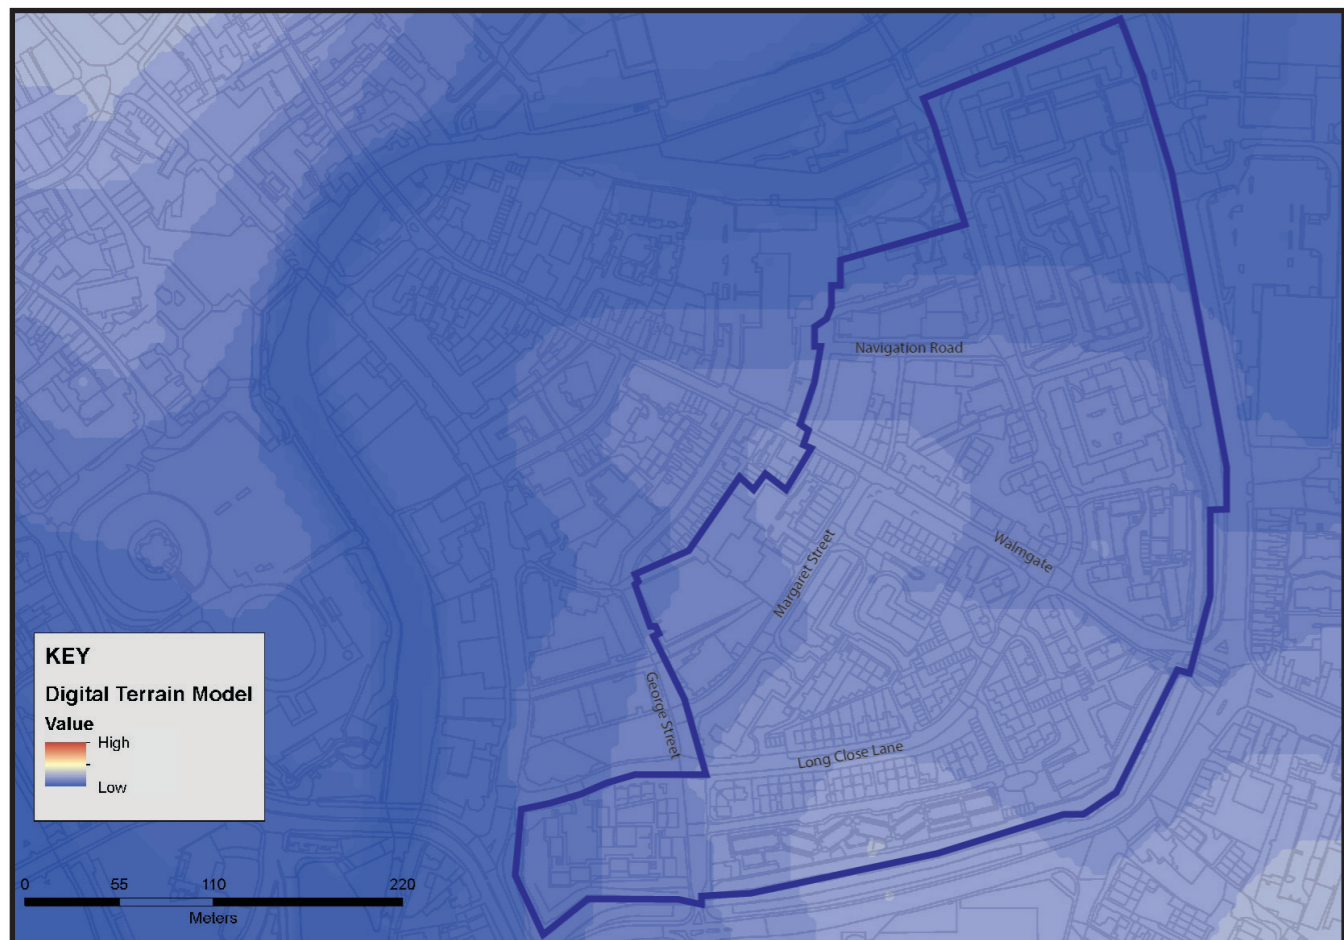 Navigation Road
Walmgate
Margaret Street
George Street
Long Close Lane
KEY
Digital Terrain Model
Value
High
Low
0 55 110 220
Meters